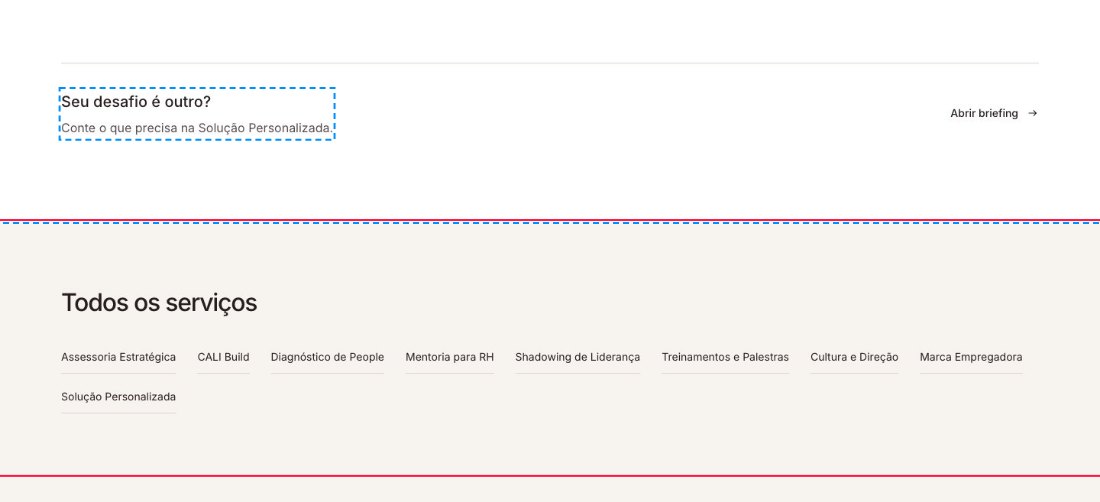 Seu desafio é outro?
Conte o que precisa na Solução Personalizada.
Abrir briefing →
Todos os serviços
Assessoria Estratégica CALI Build Diagnóstico de People Mentoria para RH Shadowing de Liderança Treinamentos e Palestras Cultura e Direção Marca Empregadora
Solução Personalizada